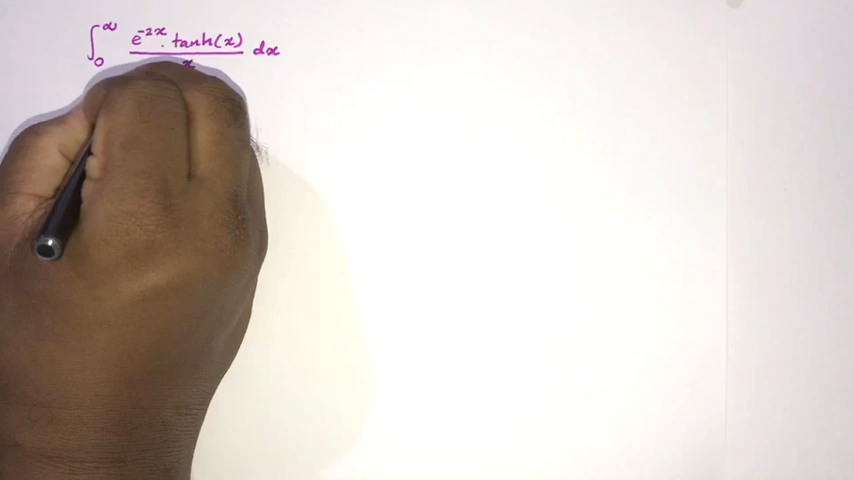 ∫₀^∞ (e^{-2x} · tanh(x)) / x dx